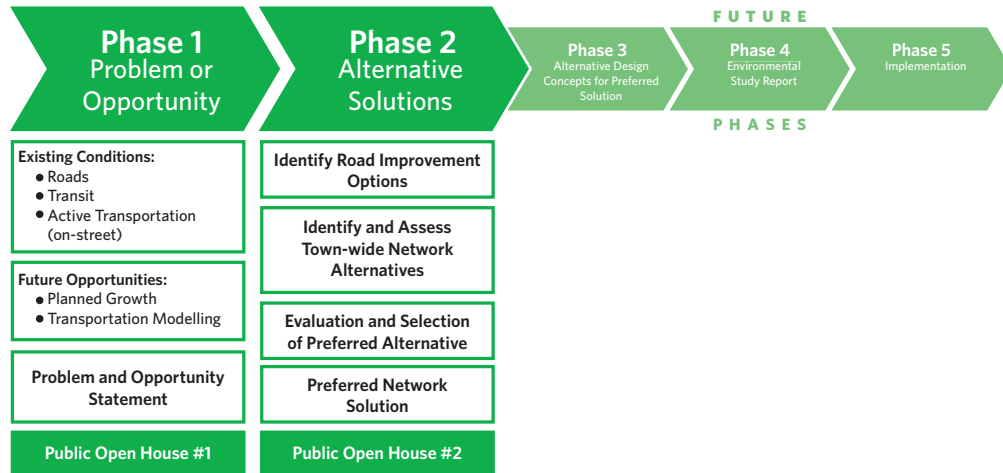 Phase 1
Problem or
Opportunity
Existing Conditions:
• Roads
• Transit
• Active Transportation
(on-street)
Future Opportunities:
• Planned Growth
• Transportation Modelling
Problem and Opportunity
Statement
Public Open House #1
Phase 2
Alternative
Solutions
Identify Road Improvement
Options
Identify and Assess
Town-wide Network
Alternatives
Evaluation and Selection
of Preferred Alternative
Preferred Network
Solution
Public Open House #2
FUTURE
Phase 3
Alternative Design
Concepts for Preferred
Solution
Phase 4
Environmental
Study Report
Phase 5
Implementation
PHASES